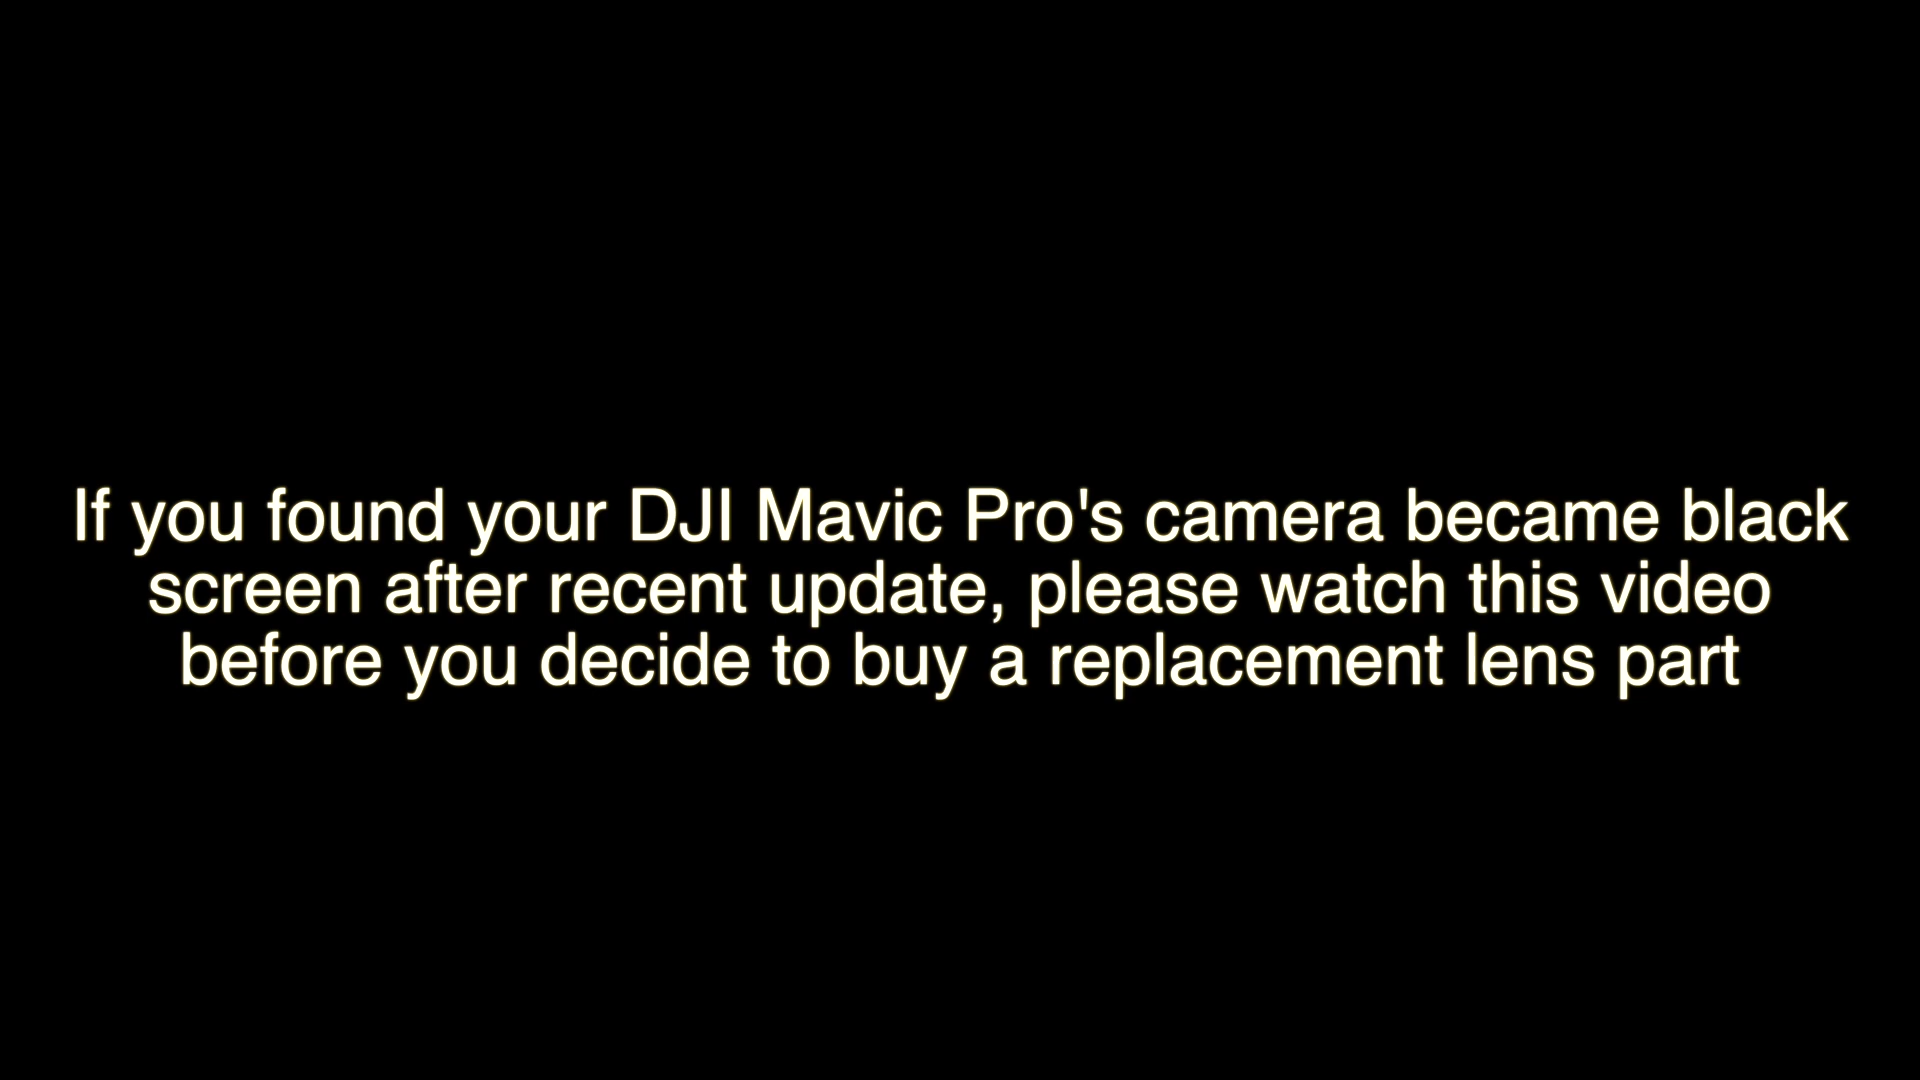 If you found your DJI Mavic Pro's camera became black
screen after recent update, please watch this video
before you decide to buy a replacement lens part